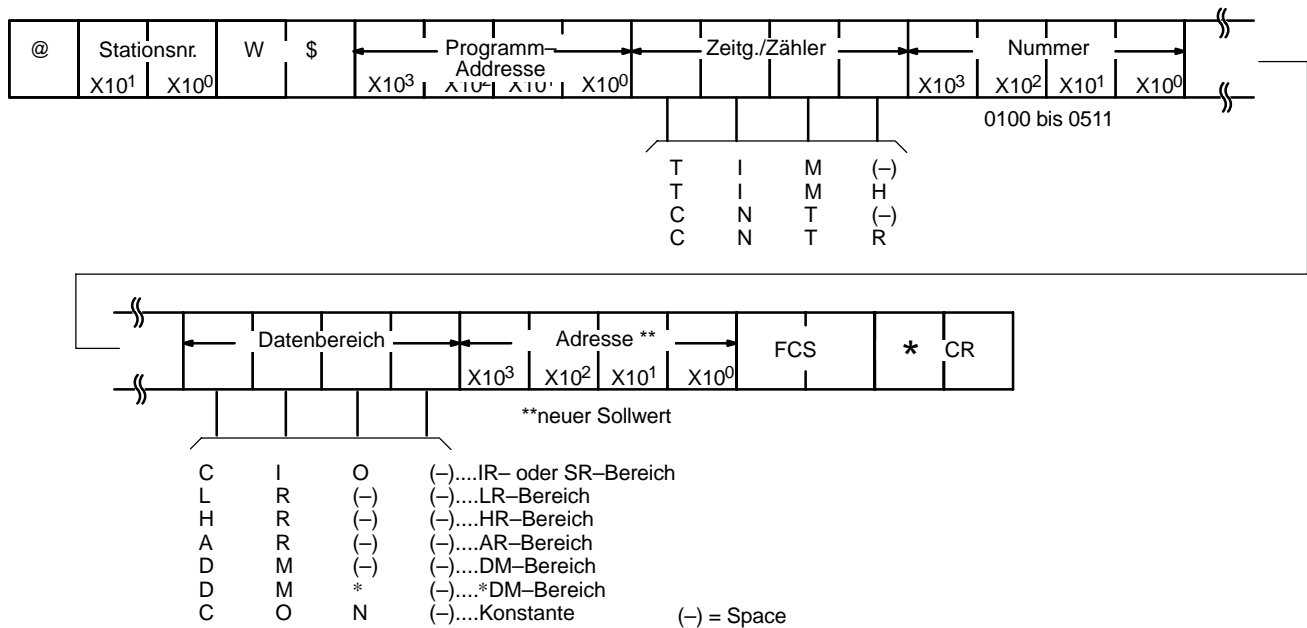 @ Stationsnr. W $ Programm– Zeitg./Zähler Nummer
Addresse
X10¹ X10⁰ X10³ X10² X10¹ X10⁰ X10³ X10² X10¹ X10⁰
0100 bis 0511
T I M (–)
T I M H
C N T (–)
C N T R
Datenbereich Adresse ** FCS * CR
X10³ X10² X10¹ X10⁰
**neuer Sollwert
C I O (–)....IR– oder SR–Bereich
L R (–) (–)....LR–Bereich
H R (–) (–)....HR–Bereich
A R (–) (–)....AR–Bereich
D M (–) (–)....DM–Bereich
D M * (–)....*DM–Bereich
C O N (–)....Konstante (–) = Space